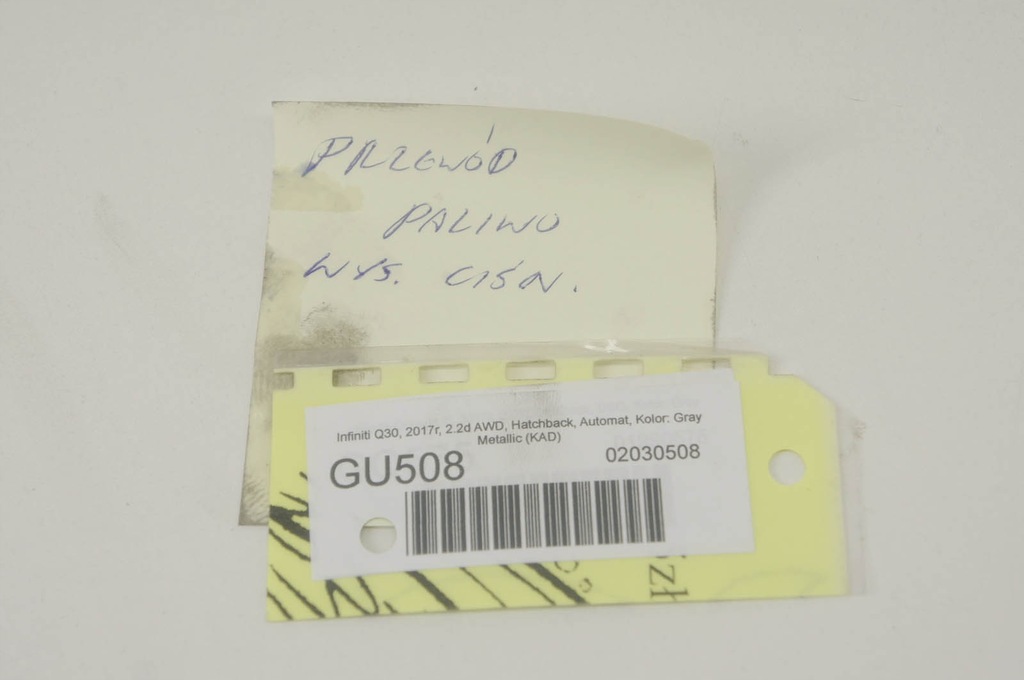 PRZEWÓD
PALIWO
WYS. CIŚN.
Infiniti Q30, 2017r, 2.2d AWD, Hatchback, Automat, Kolor: Gray
Metallic (KAD)
GU508
02030508